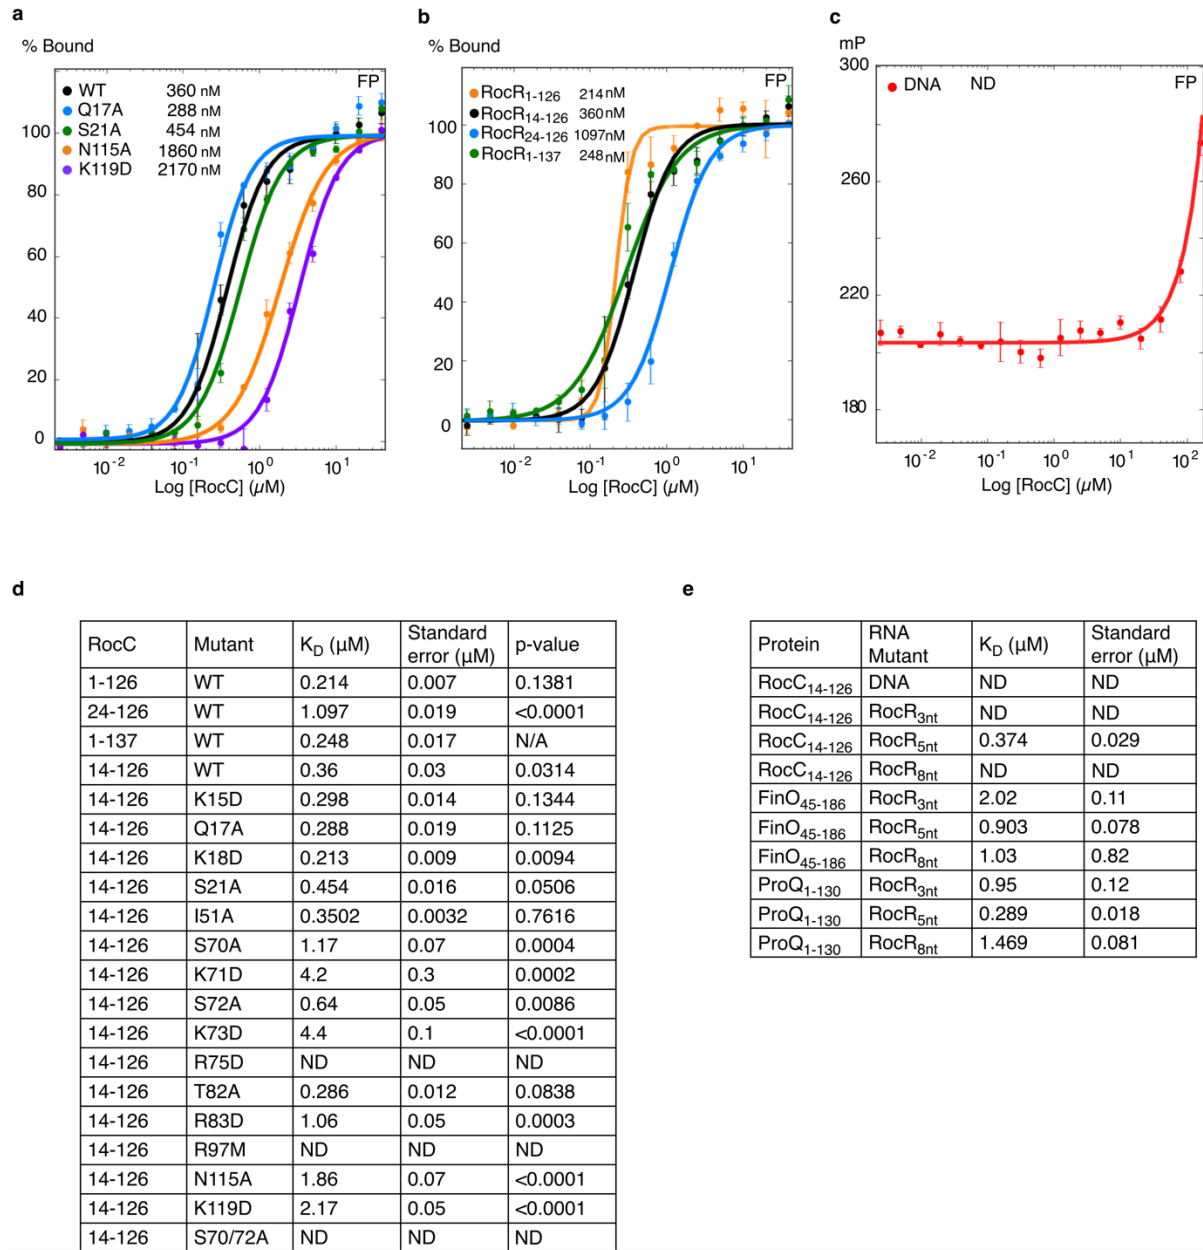 a
% Bound
FP
WT 360 nM
Q17A 288 nM
S21A 454 nM
N115A 1860 nM
K119D 2170 nM
100
80
60
40
20
0
10-2 10-1 100 101
Log [RocC] (µM)
b
% Bound
FP
RocR1-126 214 nM
RocR14-126 360 nM
RocR24-126 1097nM
RocR1-137 248 nM
100
80
60
40
20
0
10-2 10-1 100 101
Log [RocC] (µM)
c
mP
300
DNA ND FP
260
220
180
10-2 10-1 100 101 102
Log [RocC] (µM)
d
RocC Mutant KD (µM) Standard error (µM) p-value
1-126 WT 0.214 0.007 0.1381
24-126 WT 1.097 0.019 <0.0001
1-137 WT 0.248 0.017 N/A
14-126 WT 0.36 0.03 0.0314
14-126 K15D 0.298 0.014 0.1344
14-126 Q17A 0.288 0.019 0.1125
14-126 K18D 0.213 0.009 0.0094
14-126 S21A 0.454 0.016 0.0506
14-126 I51A 0.3502 0.0032 0.7616
14-126 S70A 1.17 0.07 0.0004
14-126 K71D 4.2 0.3 0.0002
14-126 S72A 0.64 0.05 0.0086
14-126 K73D 4.4 0.1 <0.0001
14-126 R75D ND ND ND
14-126 T82A 0.286 0.012 0.0838
14-126 R83D 1.06 0.05 0.0003
14-126 R97M ND ND ND
14-126 N115A 1.86 0.07 <0.0001
14-126 K119D 2.17 0.05 <0.0001
14-126 S70/72A ND ND ND
e
Protein RNA Mutant KD (µM) Standard error (µM)
RocC14-126 DNA ND ND
RocC14-126 RocR3nt ND ND
RocC14-126 RocR5nt 0.374 0.029
RocC14-126 RocR8nt ND ND
FinO45-186 RocR3nt 2.02 0.11
FinO45-186 RocR5nt 0.903 0.078
FinO45-186 RocR8nt 1.03 0.82
ProQ1-130 RocR3nt 0.95 0.12
ProQ1-130 RocR5nt 0.289 0.018
ProQ1-130 RocR8nt 1.469 0.081